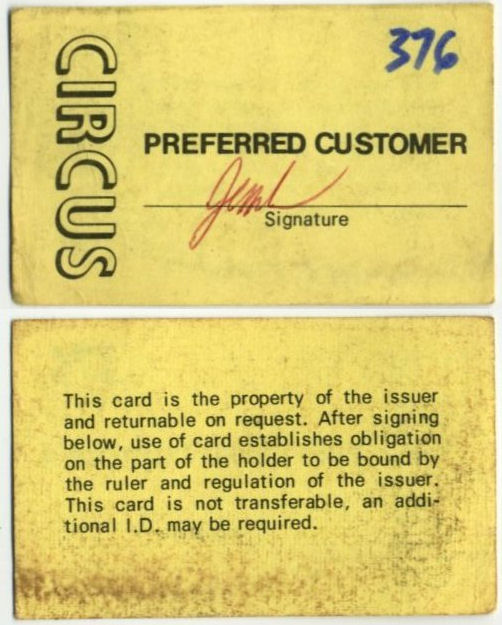 CIRCUS
376
PREFERRED CUSTOMER
Signature
This card is the property of the issuer
and returnable on request. After signing
below, use of card establishes obligation
on the part of the holder to be bound by
the ruler and regulation of the issuer.
This card is not transferable, an addi-
tional I.D. may be required.